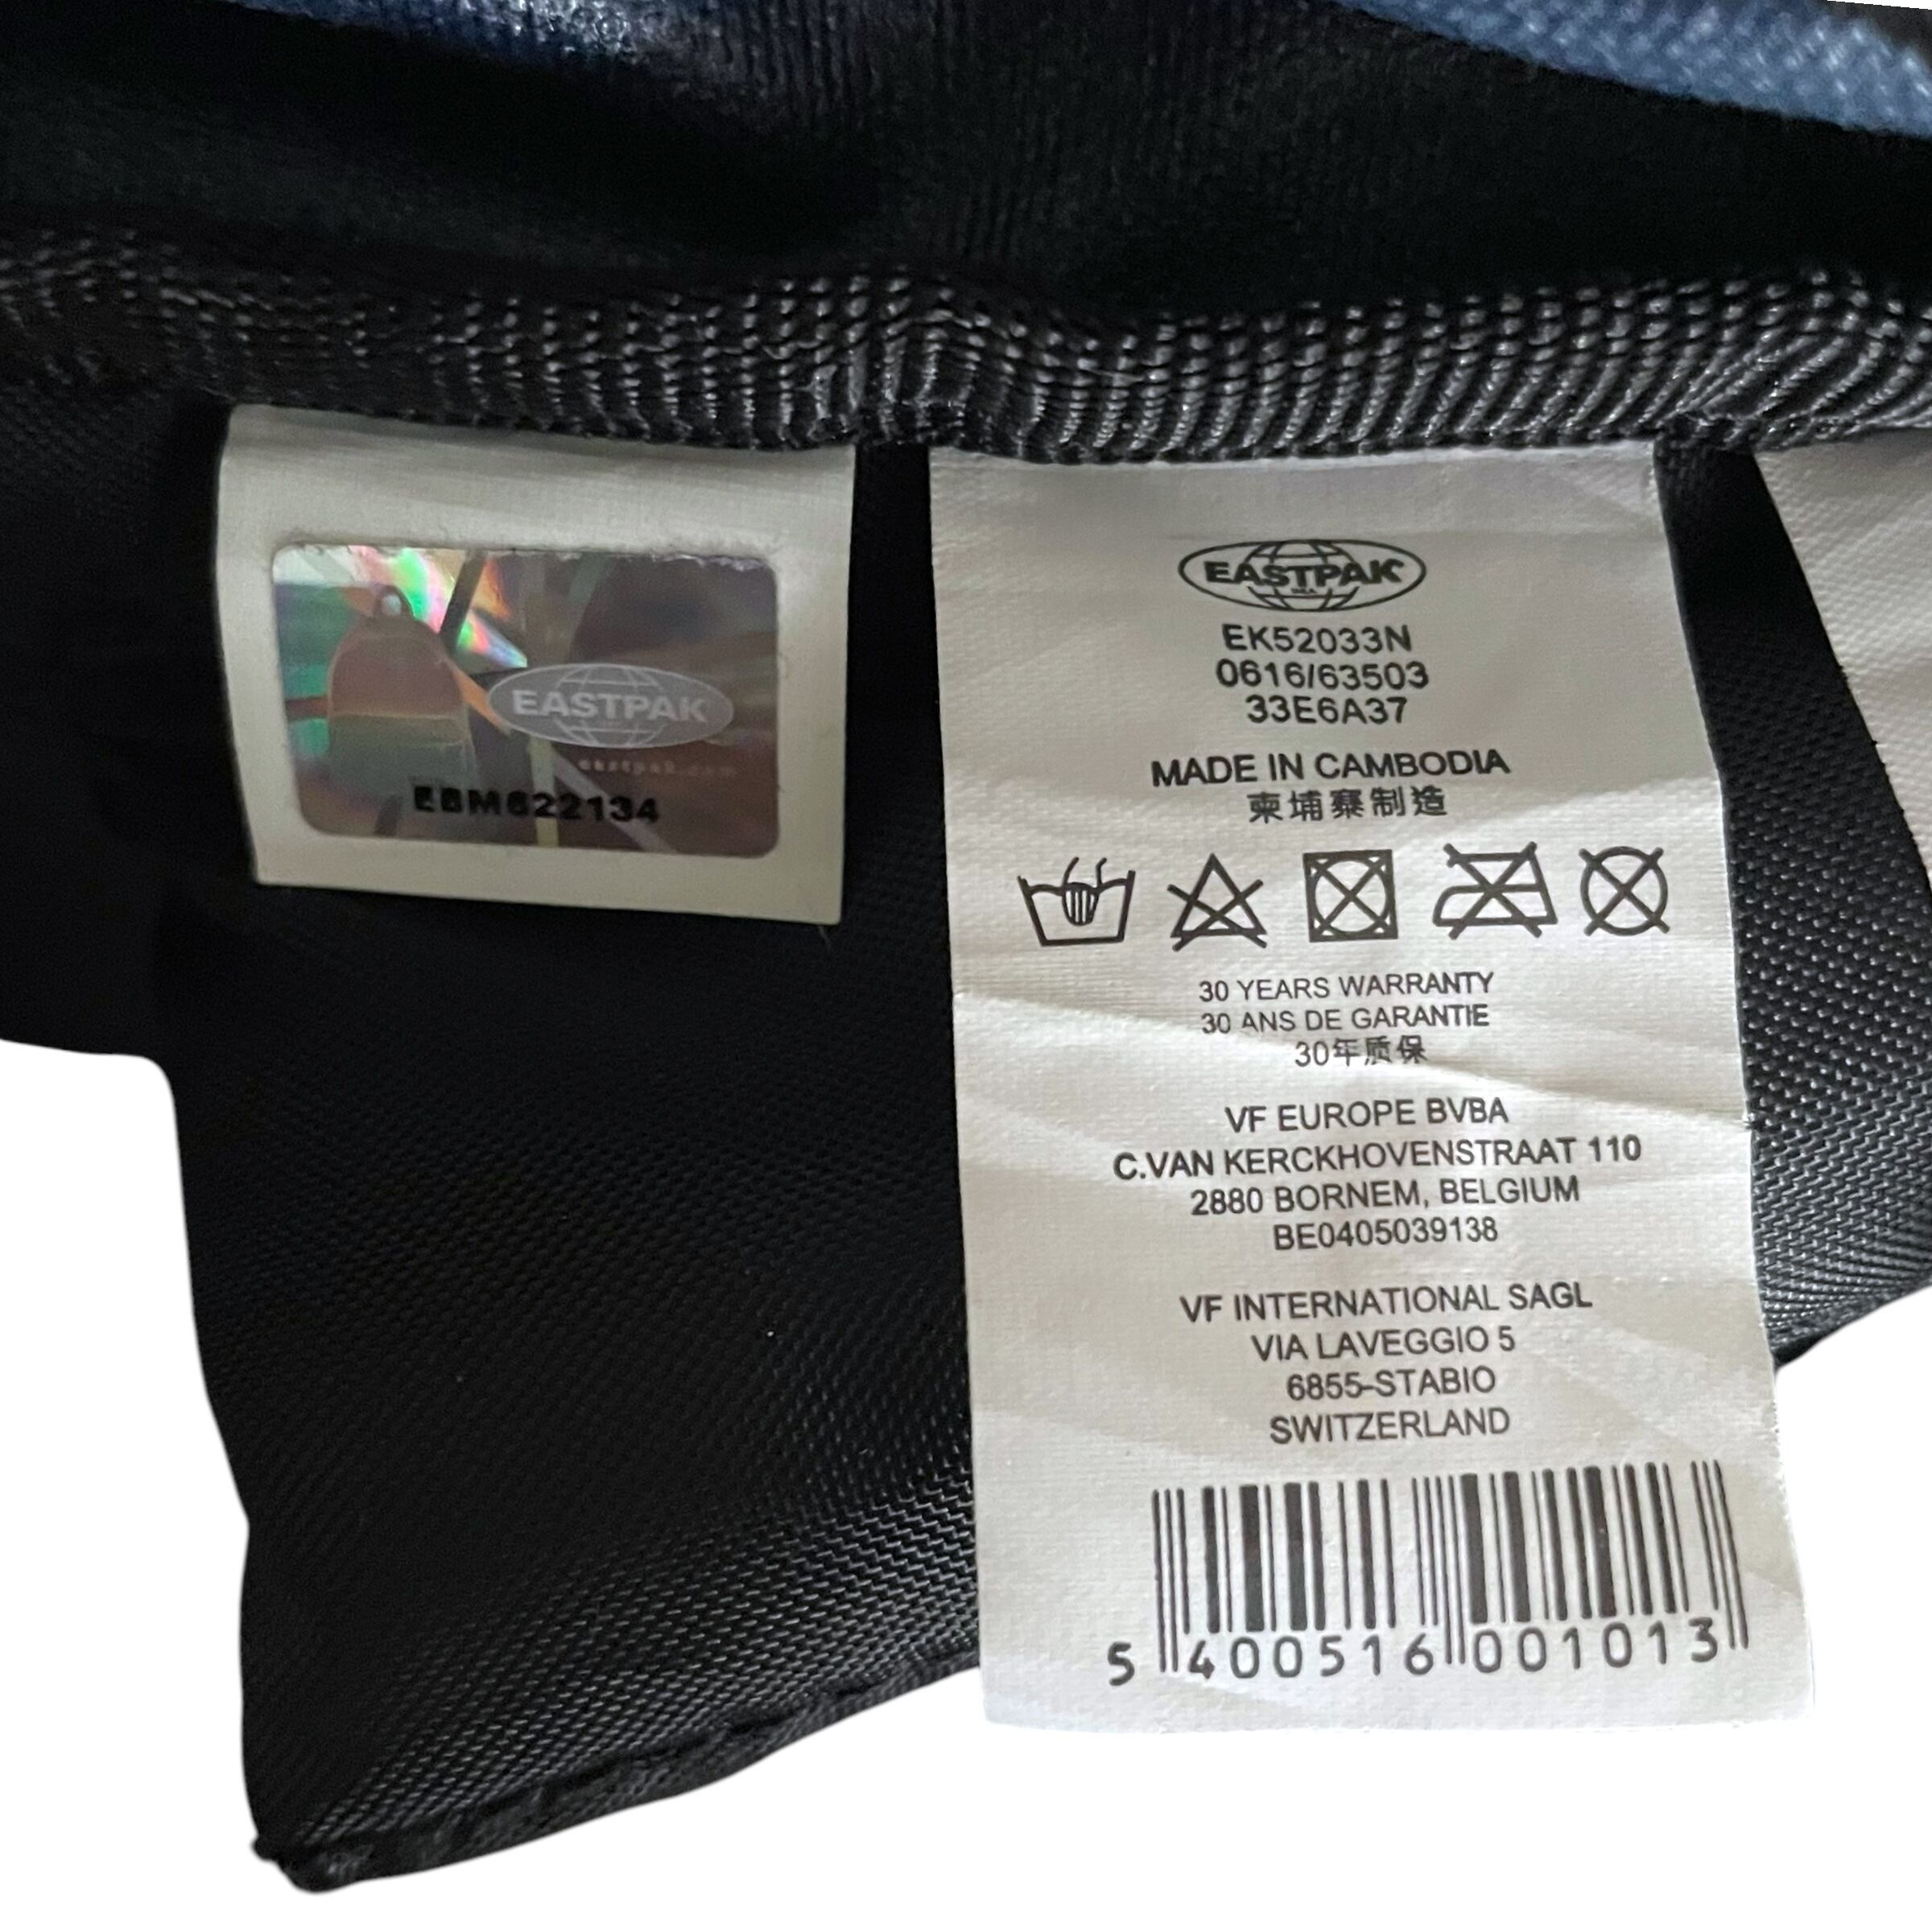 EASTPAK
eastpak.com
EBM622134
EASTPAK
USA
EK52033N
0616/63503
33E6A37
MADE IN CAMBODIA
柬埔寨制造
30 YEARS WARRANTY
30 ANS DE GARANTIE
30年质保
VF EUROPE BVBA
C.VAN KERCKHOVENSTRAAT 110
2880 BORNEM, BELGIUM
BE0405039138
VF INTERNATIONAL SAGL
VIA LAVEGGIO 5
6855-STABIO
SWITZERLAND
5 400516 001013